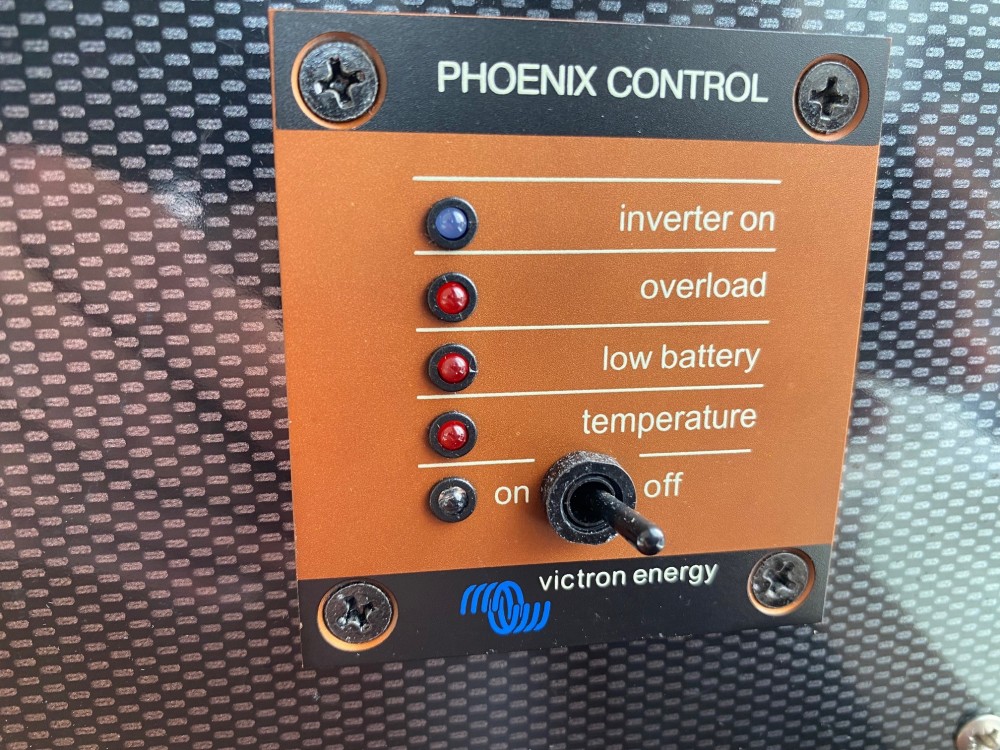 PHOENIX CONTROL
inverter on
overload
low battery
temperature
on off
victron energy